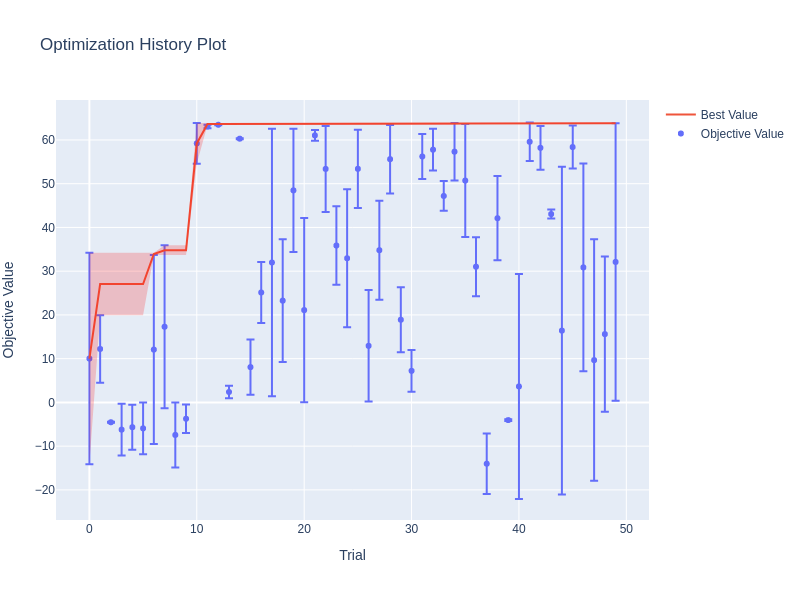 Optimization History Plot
Best Value
Objective Value
60
50
40
30
20
10
0
−10
−20
Objective Value
0 10 20 30 40 50
Trial